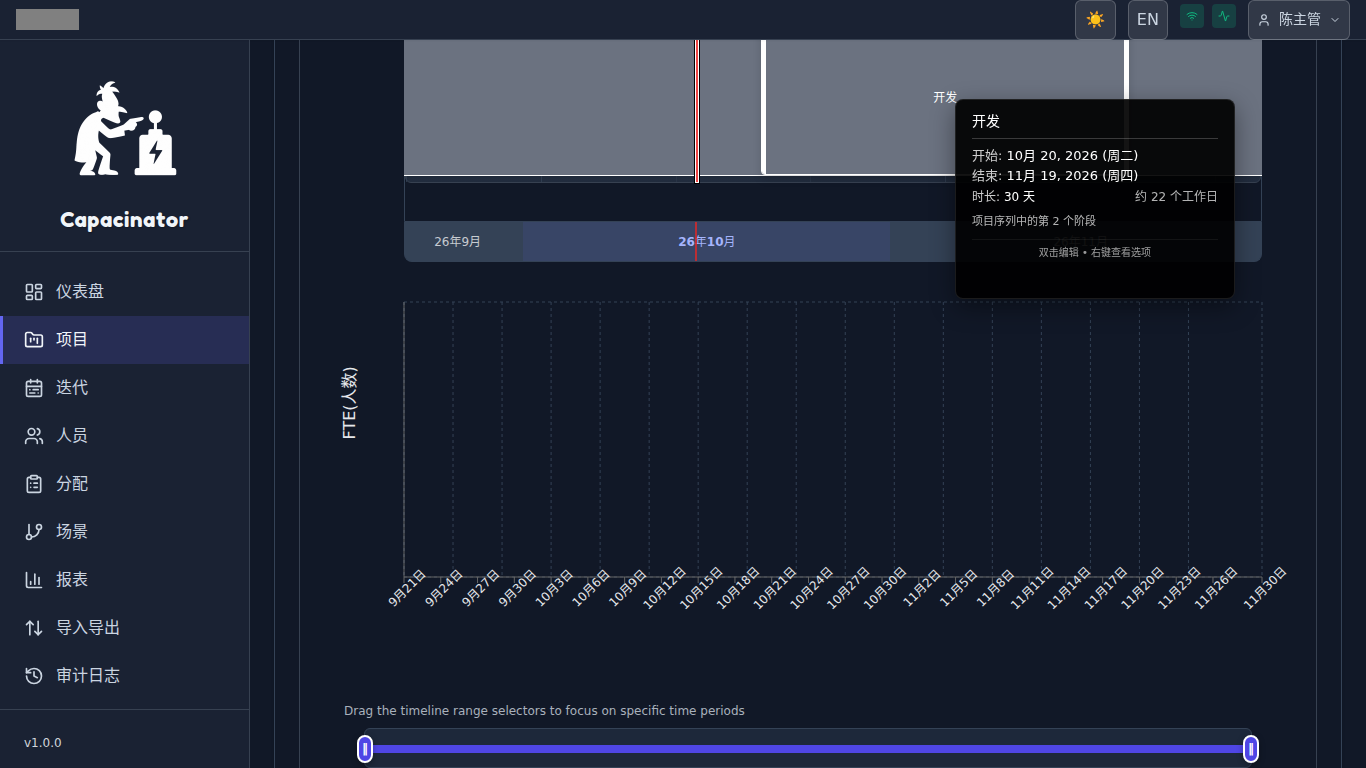 EN
陈主管
Capacinator
仪表盘
项目
迭代
人员
分配
场景
报表
导入导出
审计日志
v1.0.0
开发
开发
开始: 10月 20, 2026 (周二)
结束: 11月 19, 2026 (周四)
时长: 30 天 约 22 个工作日
项目序列中的第 2 个阶段
双击编辑 • 右键查看选项
26年9月
26年10月
FTE(人数)
9月21日
9月24日
9月27日
9月30日
10月3日
10月6日
10月9日
10月12日
10月15日
10月18日
10月21日
10月24日
10月27日
10月30日
11月2日
11月5日
11月8日
11月11日
11月14日
11月17日
11月20日
11月23日
11月26日
11月30日
Drag the timeline range selectors to focus on specific time periods